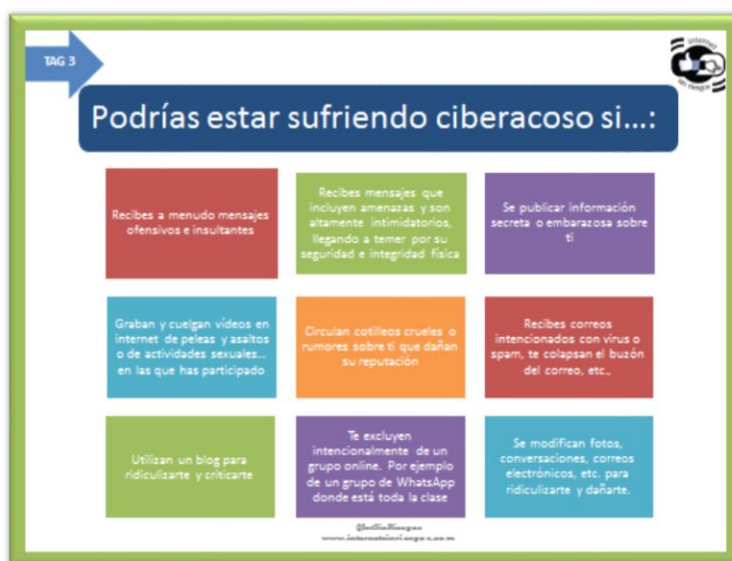 TAG 3
internet
sin riesgos
Podrías estar sufriendo ciberacoso si...:
Recibes a menudo mensajes
ofensivos e insultantes
Recibes mensajes que
incluyen amenazas y son
altamente intimidatorios,
llegando a temer por su
seguridad e integridad física
Se publicar información
secreta o embarazosa sobre
ti
Graban y cuelgan vídeos en
internet de peleas y asaltos
o de actividades sexuales...
en las que has participado
Circulan cotilleos crueles o
rumores sobre ti que dañan
su reputación
Recibes correos
intencionados con virus o
spam, te colapsan el buzón
del correo, etc.,
Utilizan un blog para
ridiculizarte y criticarte
Te excluyen
intencionalmente de un
grupo online. Por ejemplo
de un grupo de WhatsApp
donde está toda la clase
Se modifican fotos,
conversaciones, correos
electrónicos, etc. para
ridiculizarte y dañarte.